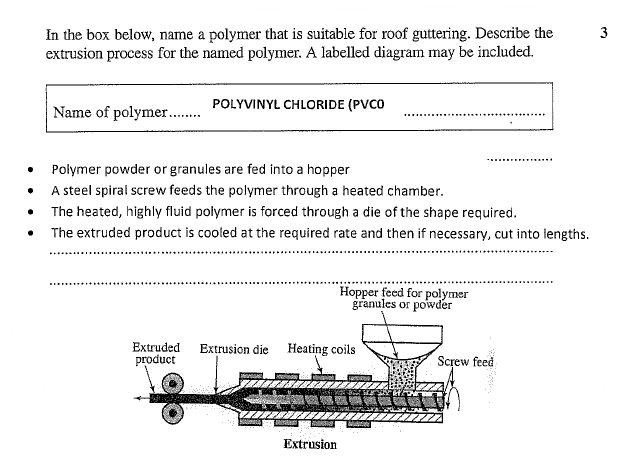 In the box below, name a polymer that is suitable for roof guttering. Describe the 3
extrusion process for the named polymer. A labelled diagram may be included.
Name of polymer........ POLYVINYL CHLORIDE (PVC0 ....................................
.................
• Polymer powder or granules are fed into a hopper
• A steel spiral screw feeds the polymer through a heated chamber.
• The heated, highly fluid polymer is forced through a die of the shape required.
• The extruded product is cooled at the required rate and then if necessary, cut into lengths.
Hopper feed for polymer
granules or powder
Extruded
product
Extrusion die
Heating coils
Screw feed
Extrusion